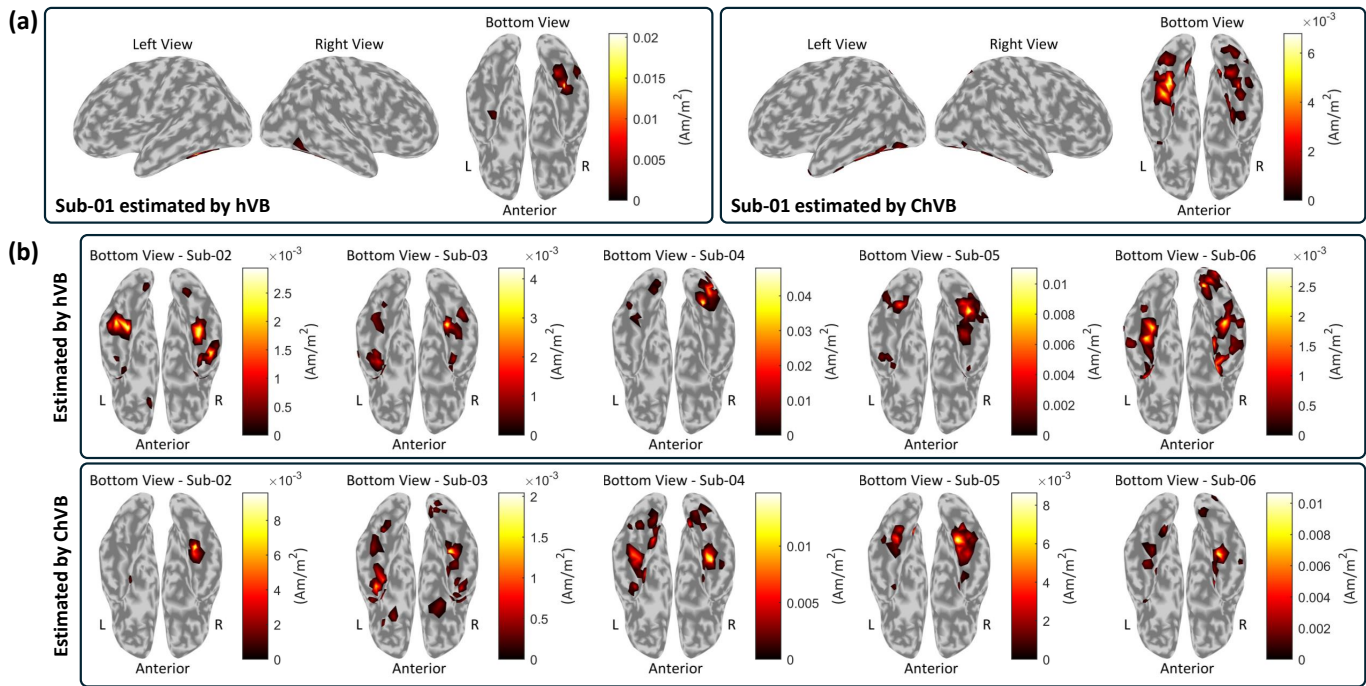 (a)
Left View
Right View
Bottom View
0.02
0.015
0.01
0.005
0
(Am/m²)
L
R
Anterior
Sub-01 estimated by hVB
Left View
Right View
Bottom View
×10⁻³
6
4
2
0
(Am/m²)
L
R
Anterior
Sub-01 estimated by ChVB
(b)
Estimated by hVB
Bottom View - Sub-02
×10⁻³
2.5
2
1.5
1
0.5
0
(Am/m²)
L
R
Anterior
Bottom View - Sub-03
×10⁻³
4
3
2
1
0
(Am/m²)
L
R
Anterior
Bottom View - Sub-04
0.04
0.03
0.02
0.01
0
(Am/m²)
L
R
Anterior
Bottom View - Sub-05
0.01
0.008
0.006
0.004
0.002
0
(Am/m²)
L
R
Anterior
Bottom View - Sub-06
×10⁻³
2.5
2
1.5
1
0.5
0
(Am/m²)
L
R
Anterior
Estimated by ChVB
Bottom View - Sub-02
×10⁻³
8
6
4
2
0
(Am/m²)
L
R
Anterior
Bottom View - Sub-03
×10⁻³
2
1.5
1
0.5
0
(Am/m²)
L
R
Anterior
Bottom View - Sub-04
0.01
0.005
0
(Am/m²)
L
R
Anterior
Bottom View - Sub-05
×10⁻³
8
6
4
2
0
(Am/m²)
L
R
Anterior
Bottom View - Sub-06
0.01
0.008
0.006
0.004
0.002
0
(Am/m²)
L
R
Anterior